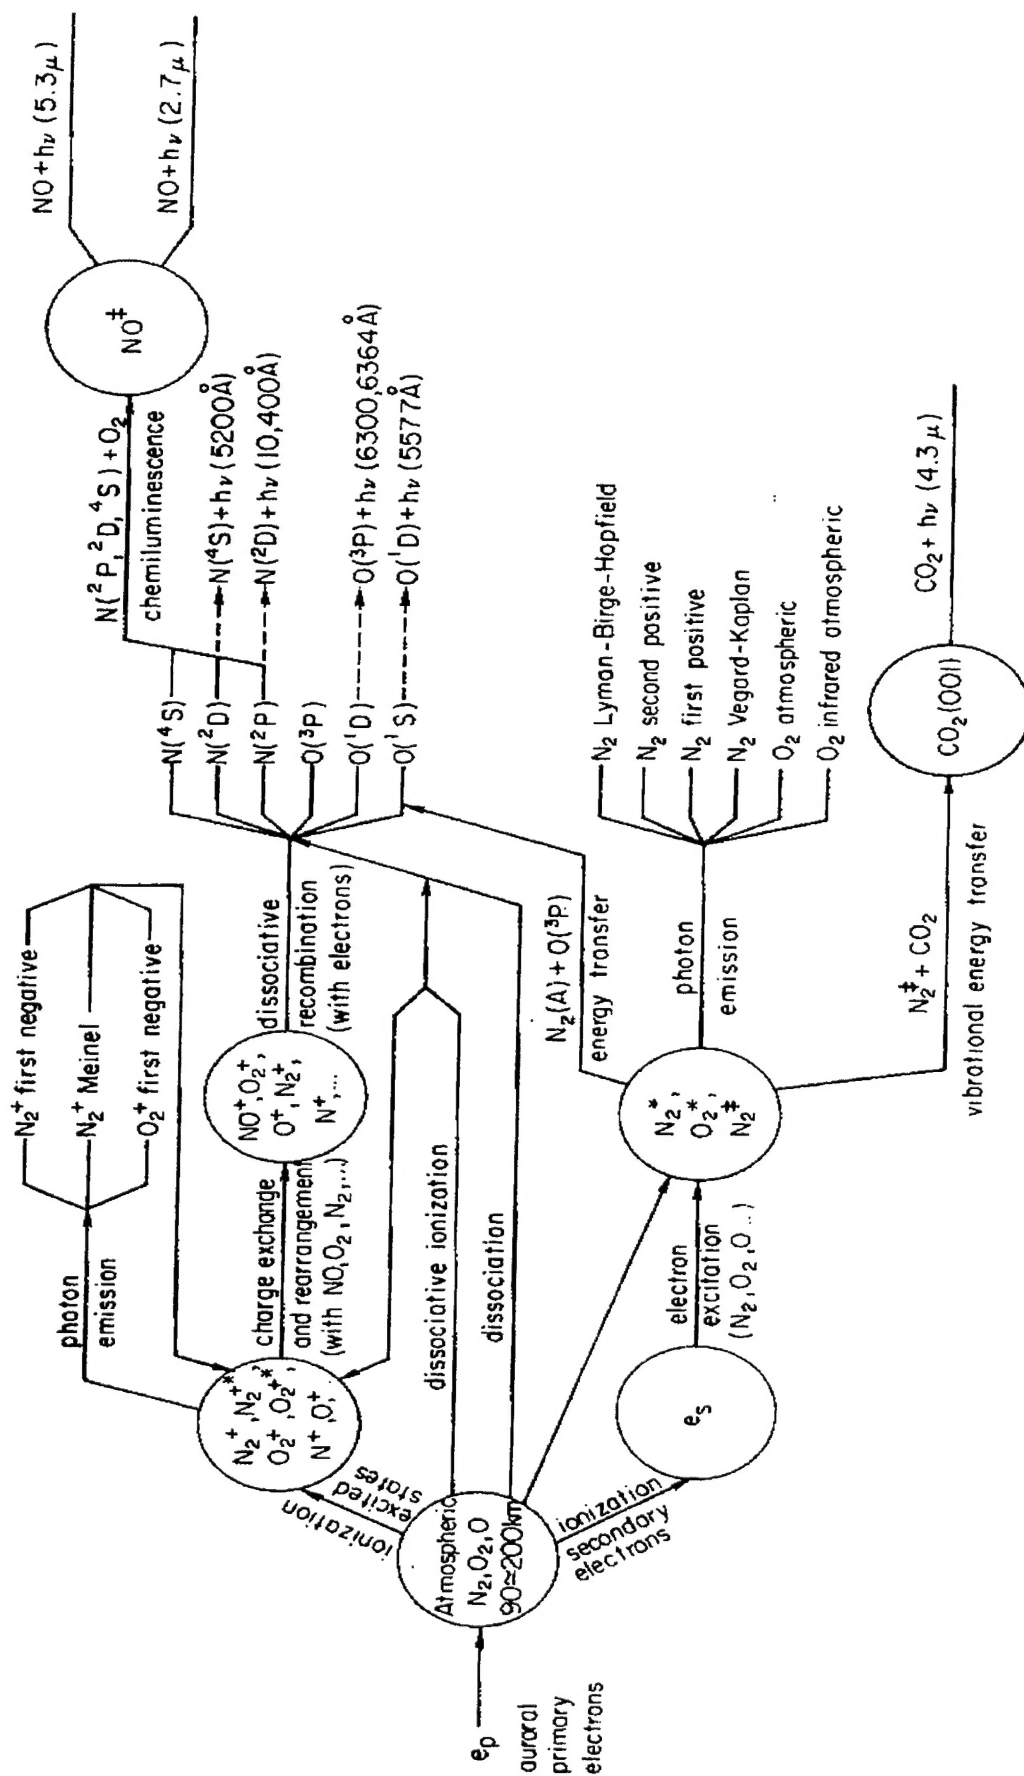 e_p
auroral
primary
electrons
Atmospheric
N₂,O₂,O
90≃200km
ionization
excited
states
ionization
secondary
electrons
dissociative ionization
dissociation
N₂⁺,N₂⁺*,
O₂⁺,O₂⁺*,
N⁺,O⁺
photon
emission
N₂⁺ first negative
N₂⁺ Meinel
O₂⁺ first negative
charge exchange
and rearrangement
(with NO,O₂,N₂,...)
NO⁺,O₂⁺,
O⁺,N₂⁺,
N⁺,...
dissociative
recombination
(with electrons)
N(⁴S)
N(²D)
N(²P)
O(³P)
O(¹D)
O(¹S)
N(⁴S)+hν(5200Å)
N(²D)+hν(10,400Å)
O(³P)+hν(6300,6364Å)
O(¹D)+hν(5577Å)
N(²P,²D,⁴S)+O₂
chemiluminescence
NO‡
NO+hν(5.3μ)
NO+hν(2.7μ)
e_s
electron
excitation
(N₂,O₂,O...)
N₂*,
O₂*,
N₂‡
N₂(A)+O(³P)
energy transfer
photon
emission
N₂ Lyman-Birge-Hopfield
N₂ second positive
N₂ first positive
N₂ Vegard-Kaplan
O₂ atmospheric
O₂ infrared atmospheric
N₂‡+CO₂
vibrational energy transfer
CO₂(001)
CO₂+hν(4.3μ)